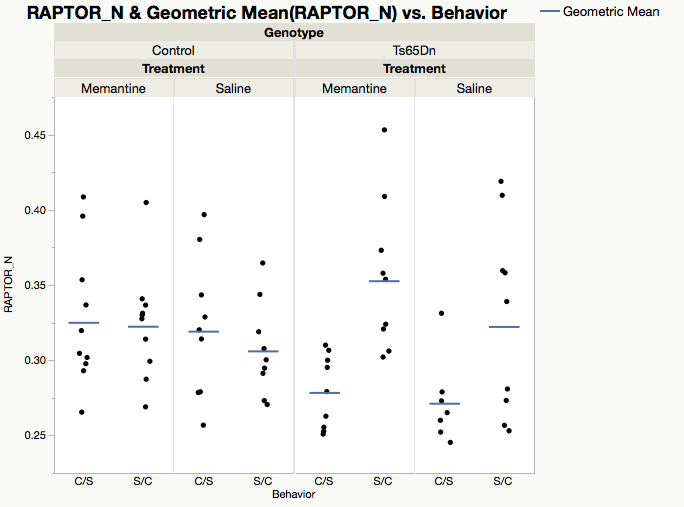 RAPTOR_N & Geometric Mean(RAPTOR_N) vs. Behavior
Geometric Mean
Genotype
Control Ts65Dn
Treatment Treatment
Memantine Saline Memantine Saline
0.45
0.40
0.35
0.30
0.25
RAPTOR_N
C/S S/C C/S S/C C/S S/C C/S S/C
Behavior